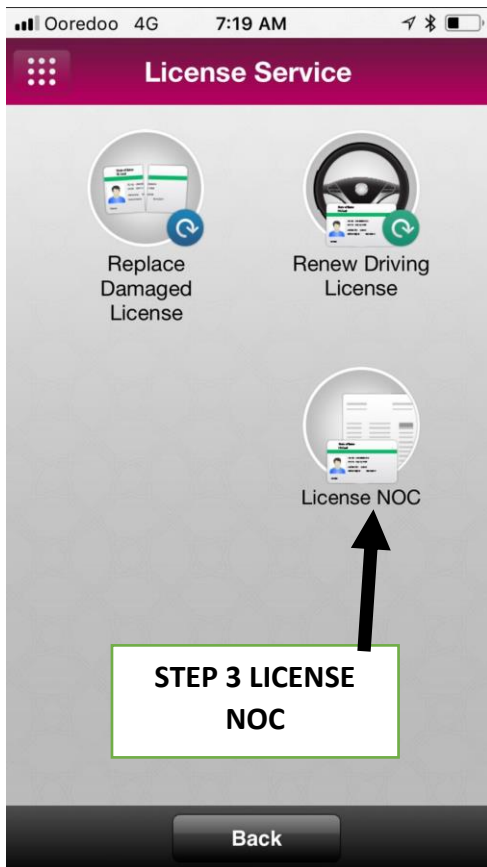 Ooredoo 4G 7:19 AM
License Service
Replace
Damaged
License
Renew Driving
License
License NOC
STEP 3 LICENSE
NOC
Back